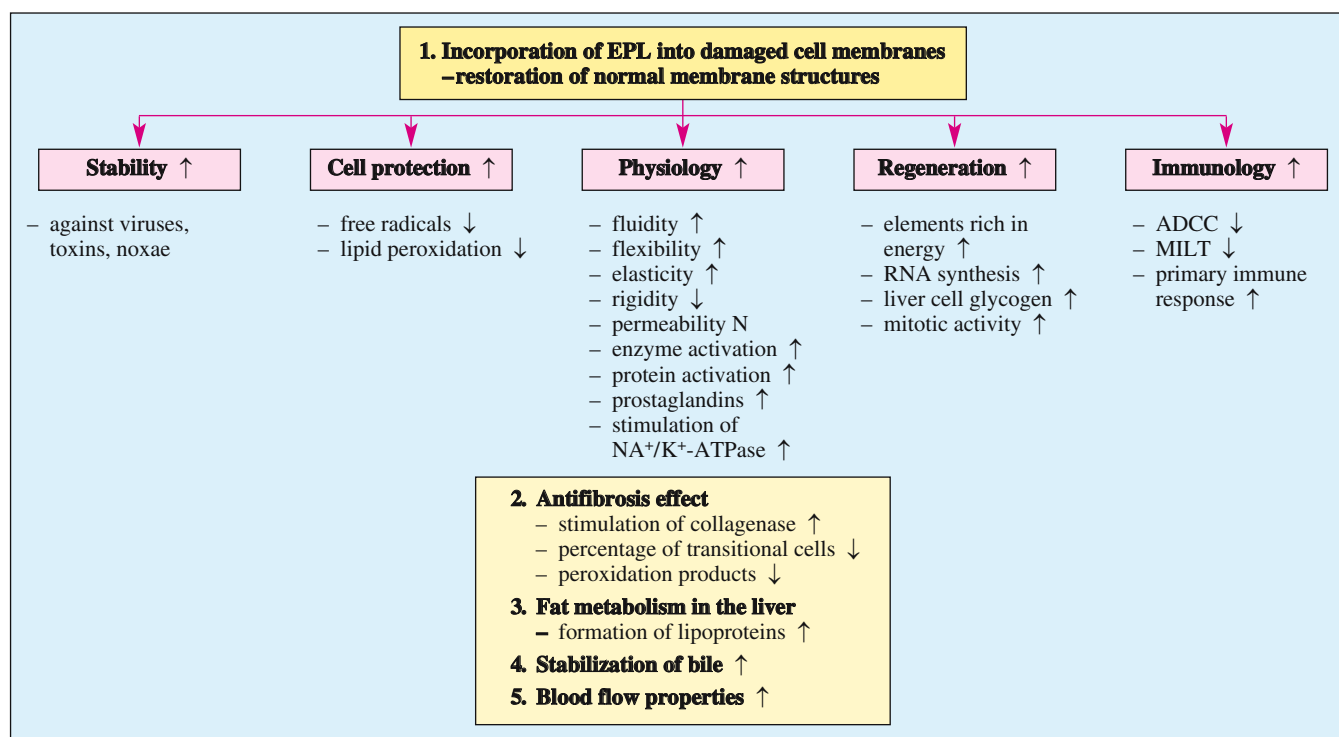 1. Incorporation of EPL into damaged cell membranes
–restoration of normal membrane structures
Stability ↑
– against viruses,
toxins, noxae
Cell protection ↑
– free radicals ↓
– lipid peroxidation ↓
Physiology ↑
– fluidity ↑
– flexibility ↑
– elasticity ↑
– rigidity ↓
– permeability N
– enzyme activation ↑
– protein activation ↑
– prostaglandins ↑
– stimulation of
NA⁺/K⁺-ATPase ↑
Regeneration ↑
– elements rich in
energy ↑
– RNA synthesis ↑
– liver cell glycogen ↑
– mitotic activity ↑
Immunology ↑
– ADCC ↓
– MILT ↓
– primary immune
response ↑
2. Antifibrosis effect
– stimulation of collagenase ↑
– percentage of transitional cells ↓
– peroxidation products ↓
3. Fat metabolism in the liver
– formation of lipoproteins ↑
4. Stabilization of bile ↑
5. Blood flow properties ↑